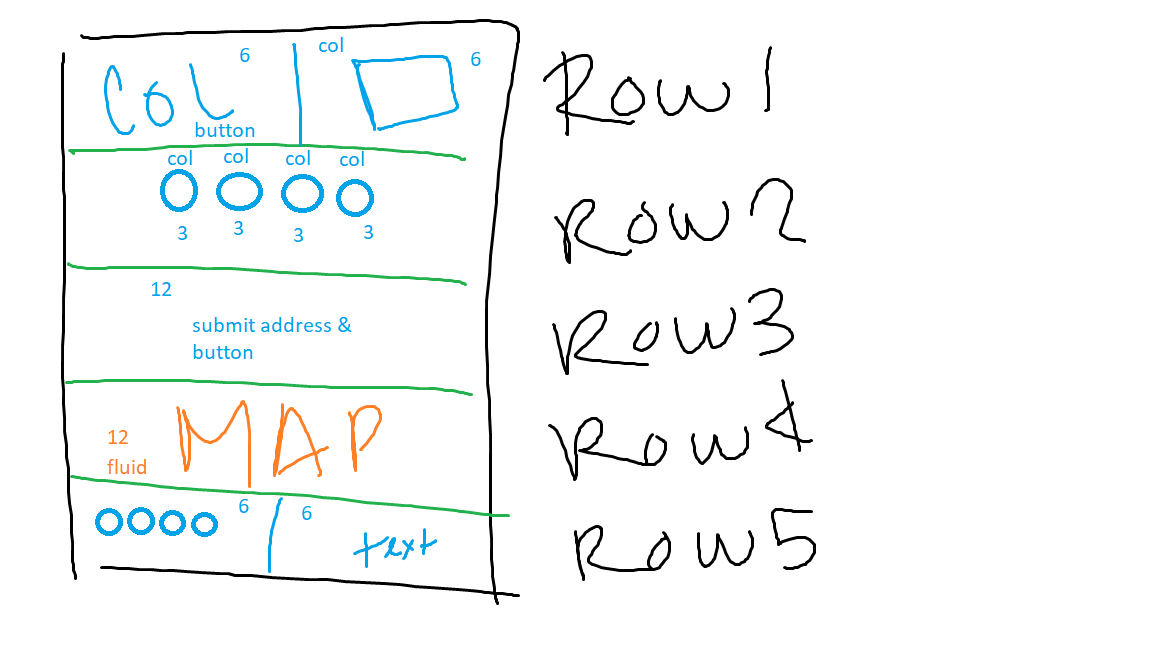 6
col
6
COL
button
Row 1
col
col
col
col
3
3
3
3
Row 2
12
submit address &
button
Row 3
12
fluid
MAP
Row 4
6
6
text
Row 5